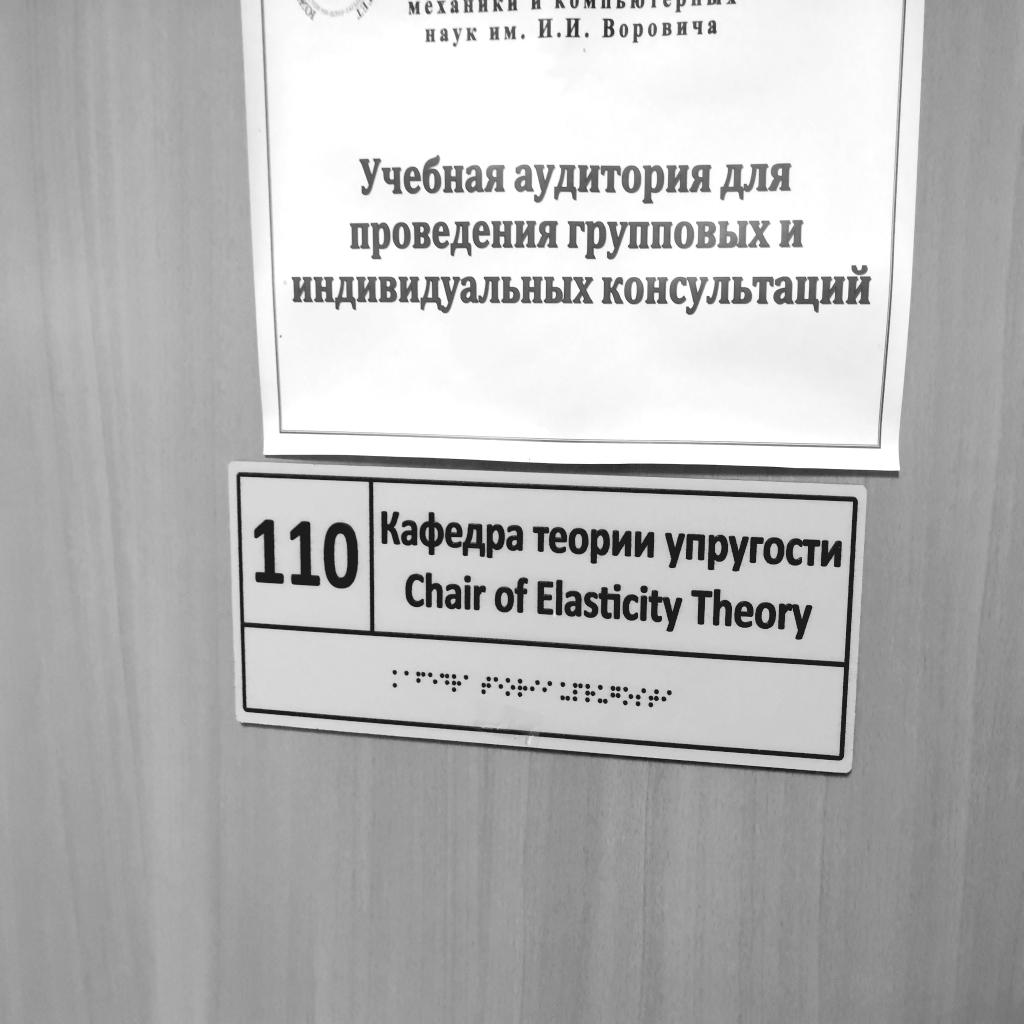 механики и компьютерных
наук им. И.И. Воровича
Учебная аудитория для
проведения групповых и
индивидуальных консультаций
110
Кафедра теории упругости
Chair of Elasticity Theory
⠅⠁⠋⠑⠙⠗⠁ ⠞⠑⠕⠗⠊⠊ ⠥⠏⠗⠥⠛⠕⠎⠞⠊